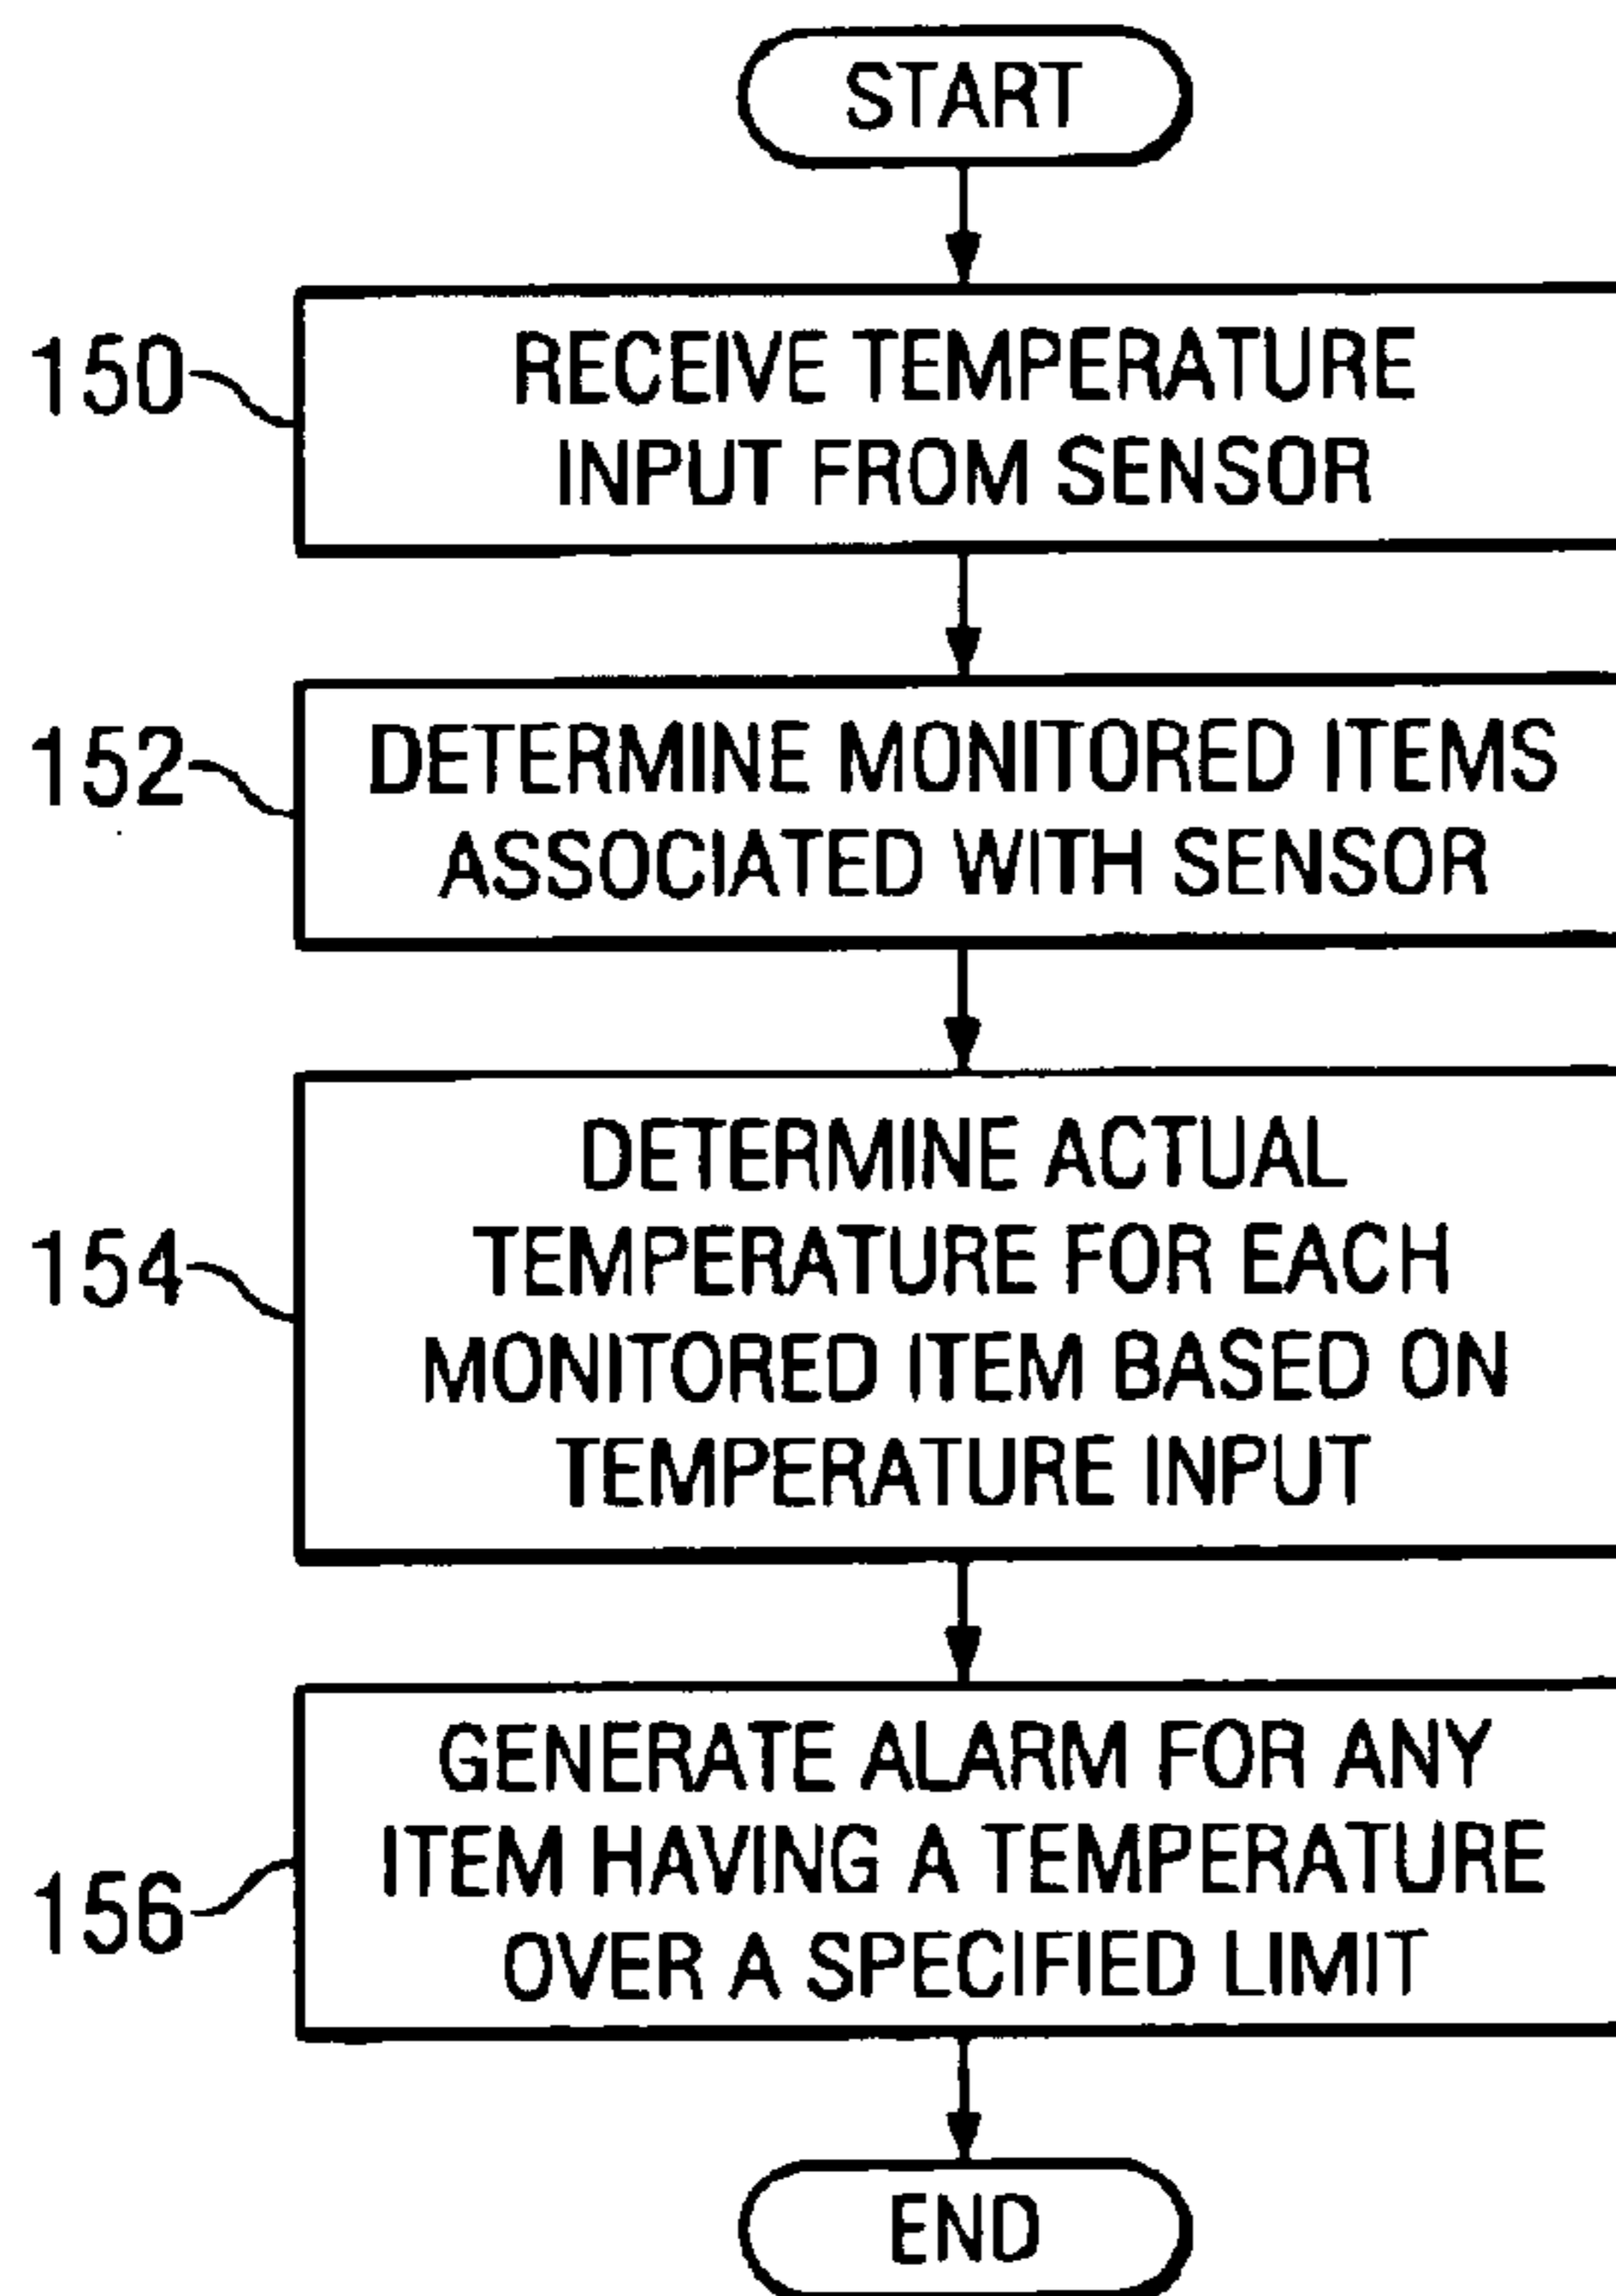 START
150
RECEIVE TEMPERATURE
INPUT FROM SENSOR
152
DETERMINE MONITORED ITEMS
ASSOCIATED WITH SENSOR
154
DETERMINE ACTUAL
TEMPERATURE FOR EACH
MONITORED ITEM BASED ON
TEMPERATURE INPUT
156
GENERATE ALARM FOR ANY
ITEM HAVING A TEMPERATURE
OVER A SPECIFIED LIMIT
END